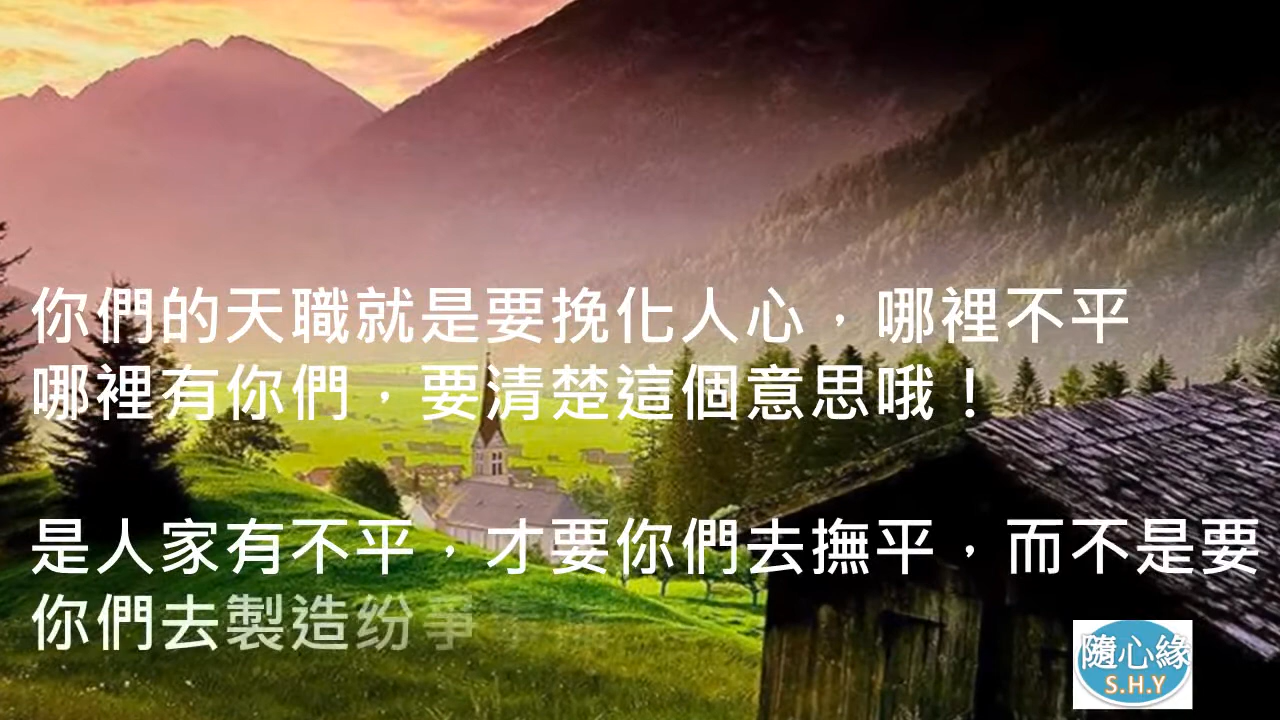 你們的天職就是要挽化人心，哪裡不平
哪裡有你們，要清楚這個意思哦！
是人家有不平，才要你們去撫平，而不是要
你們去製造纷爭
隨心緣
S.H.Y